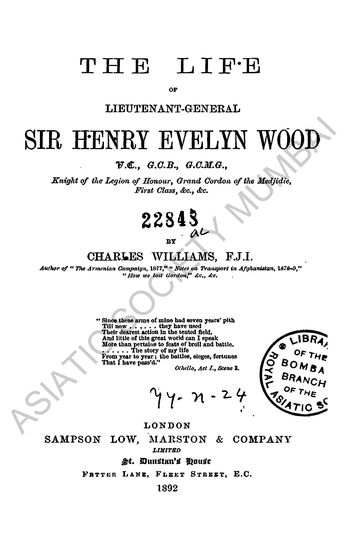 THE LIFE
OF
LIEUTENANT-GENERAL
SIR HENRY EVELYN WOOD
V.C., G.C.B., G.C.M.G.,
Knight of the Legion of Honour, Grand Cordon of the Medjidie,
First Class, &c., &c.
22843
BY
CHARLES WILLIAMS, F.J.I.
Author of "The Armenian Campaign, 1877," "Notes on Transport in Afghanistan, 1878-9,"
"How we lost Gordon," &c., &c.
"Since these arms of mine had seven years' pith
Till now ...... they have used
Their dearest action in the tented field,
And little of this great world can I speak
More than pertains to feats of broil and battle,
...... The story of my life
From year to year; the battles, sieges, fortunes
That I have pass'd."
Othello, Act I., Scene 3.
LIBRA
OF THE
BOMBA
BRANCH
OF THE
ROYAL ASIATIC SO
LONDON
SAMPSON LOW, MARSTON & COMPANY
LIMITED
St. Dunstan's House
FETTER LANE, FLEET STREET, E.C.
1892
ASIATIC SOCIETY MUMBAI